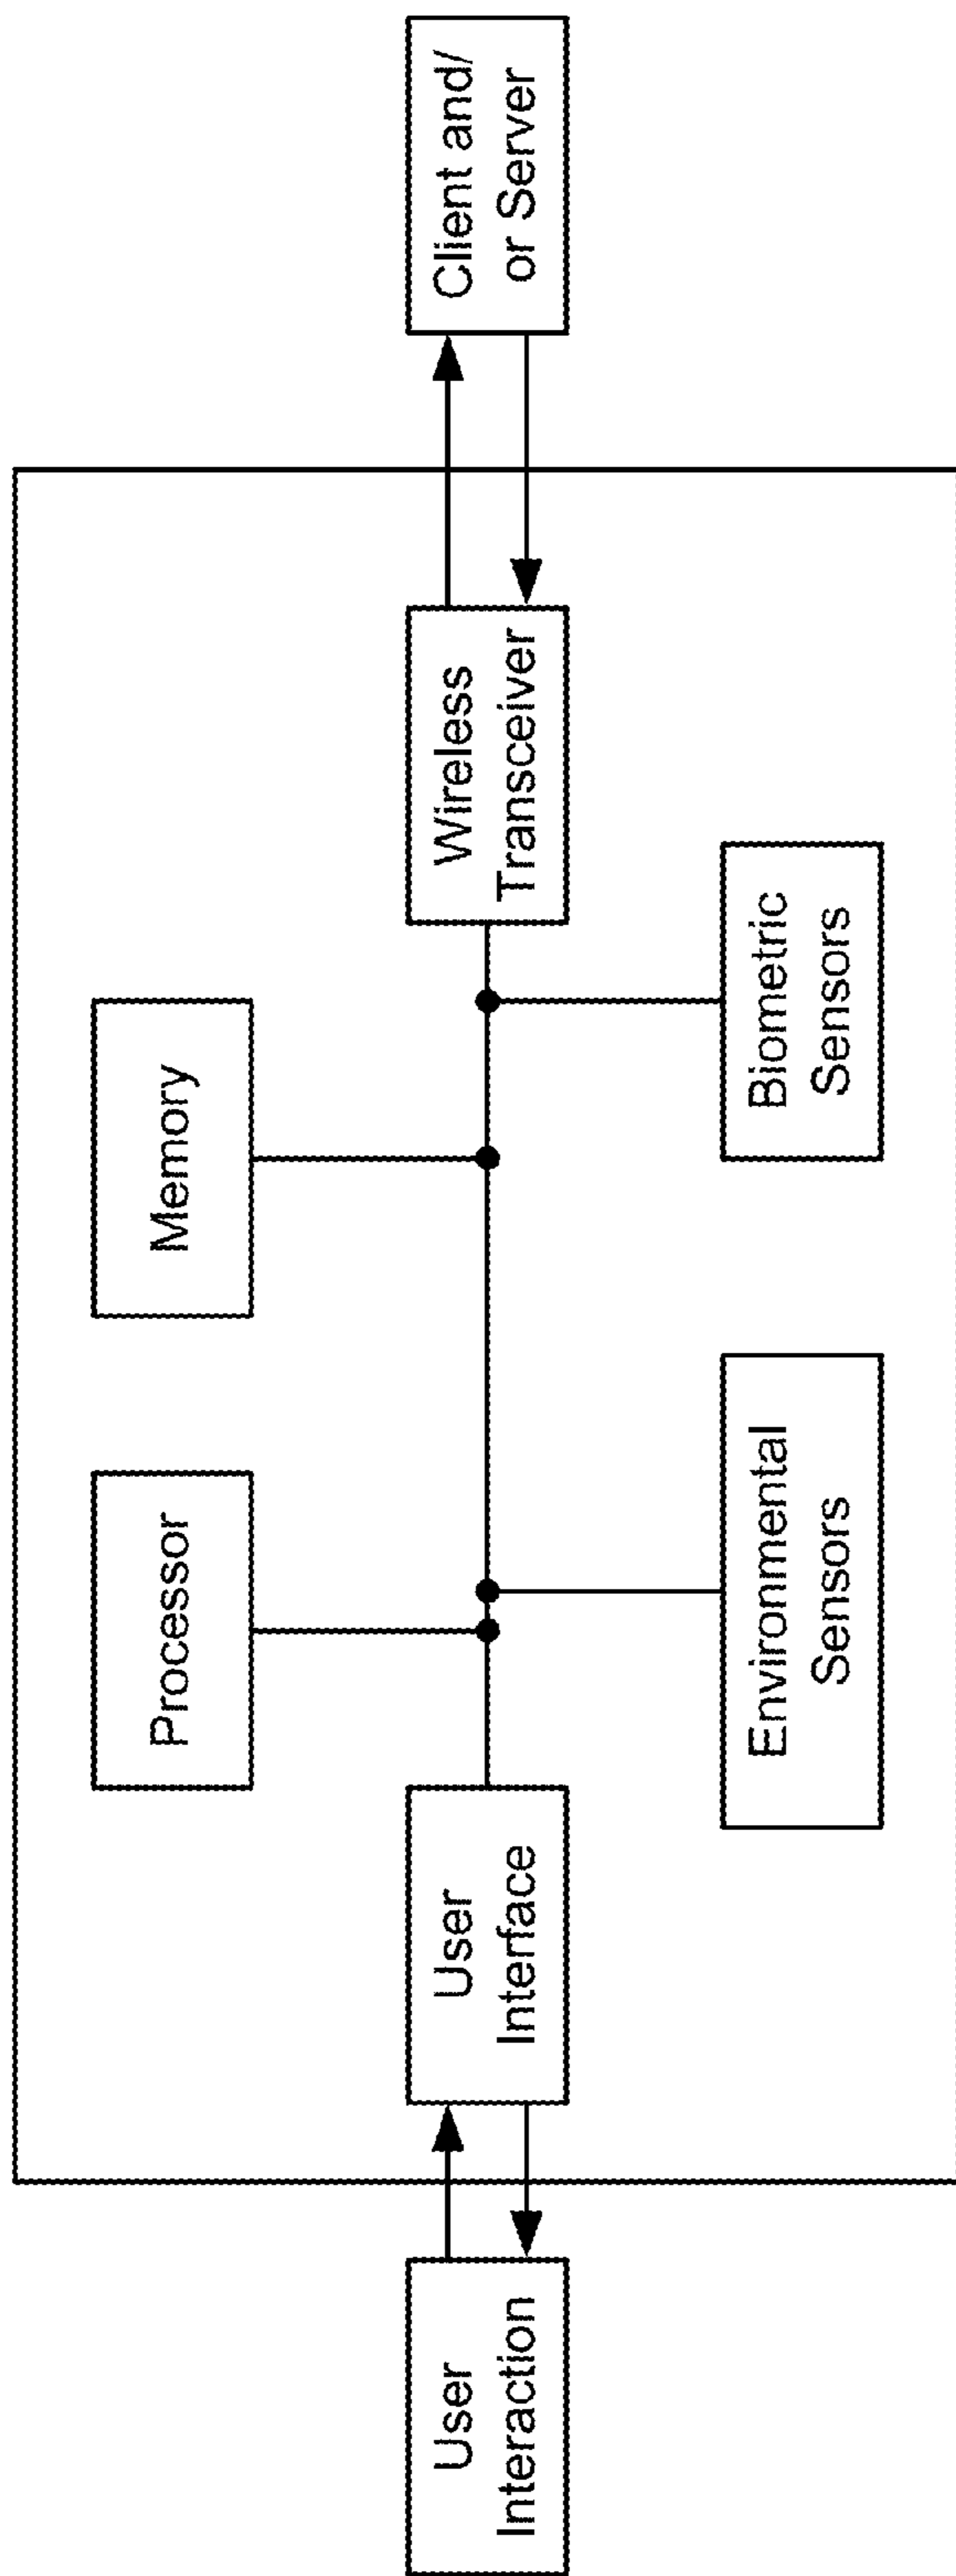 Processor
Memory
User
Interaction
User
Interface
Wireless
Transceiver
Client and/
or Server
Environmental
Sensors
Biometric
Sensors